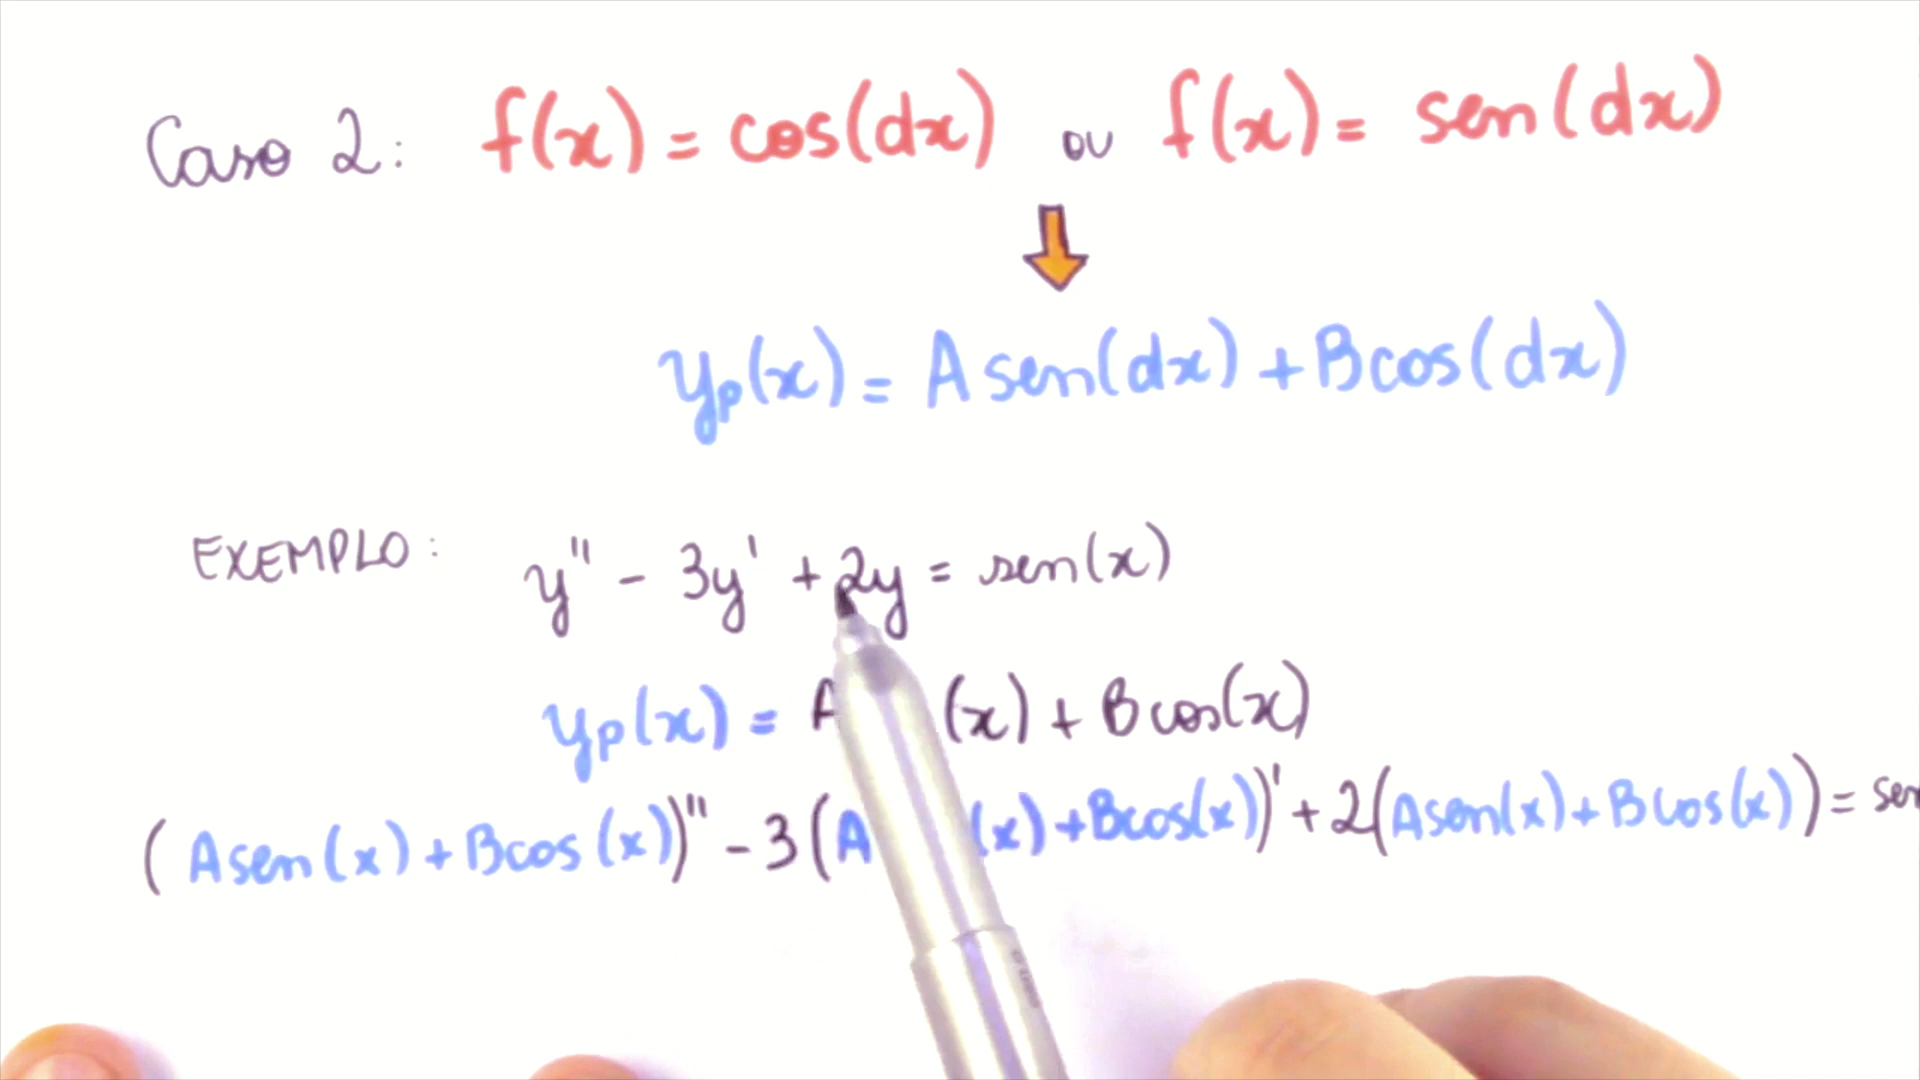 Caso 2: f(x) = cos(dx) ou f(x) = sen(dx)
yp(x) = A sen(dx) + B cos(dx)
EXEMPLO: y'' - 3y' + 2y = sen(x)
yp(x) = A (x) + B cos(x)
(A sen(x) + B cos(x))'' - 3(A (x) + B cos(x))' + 2(A sen(x) + B cos(x)) = sen